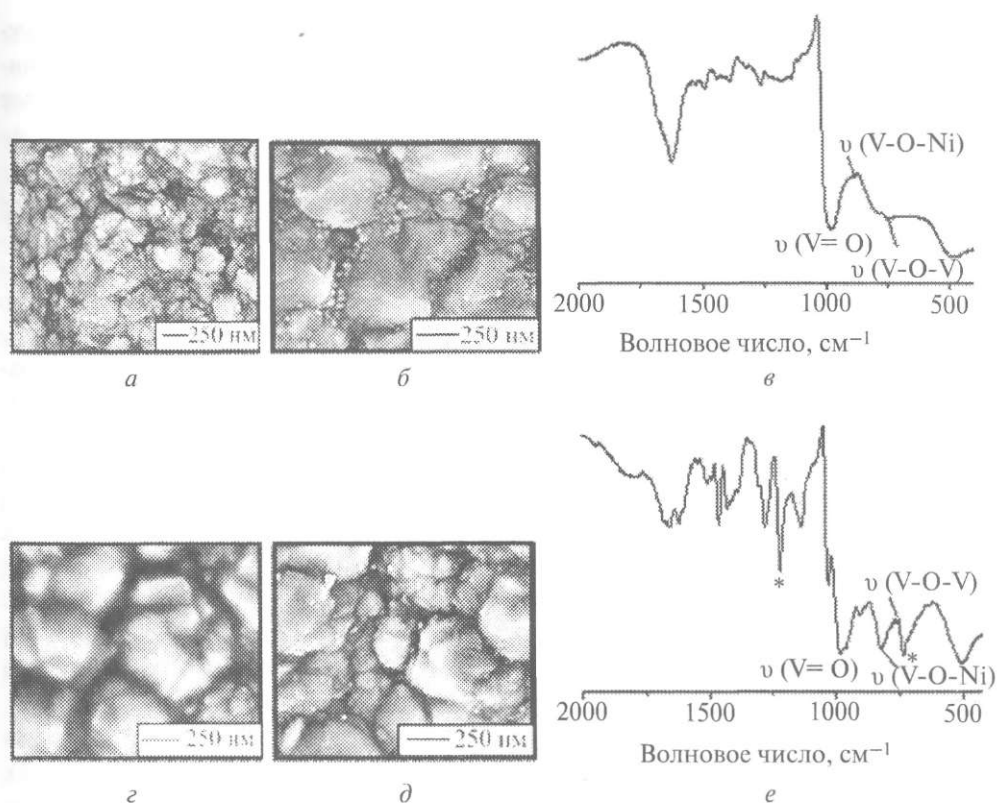 υ (V-O-Ni)
υ (V= O)
υ (V-O-V)
2000 1500 1000 500
Волновое число, см⁻¹
250 нм
250 нм
а
б
в
*
υ (V-O-V)
*
υ (V= O)
υ (V-O-Ni)
2000 1500 1000 500
Волновое число, см⁻¹
250 нм
250 нм
г
д
е